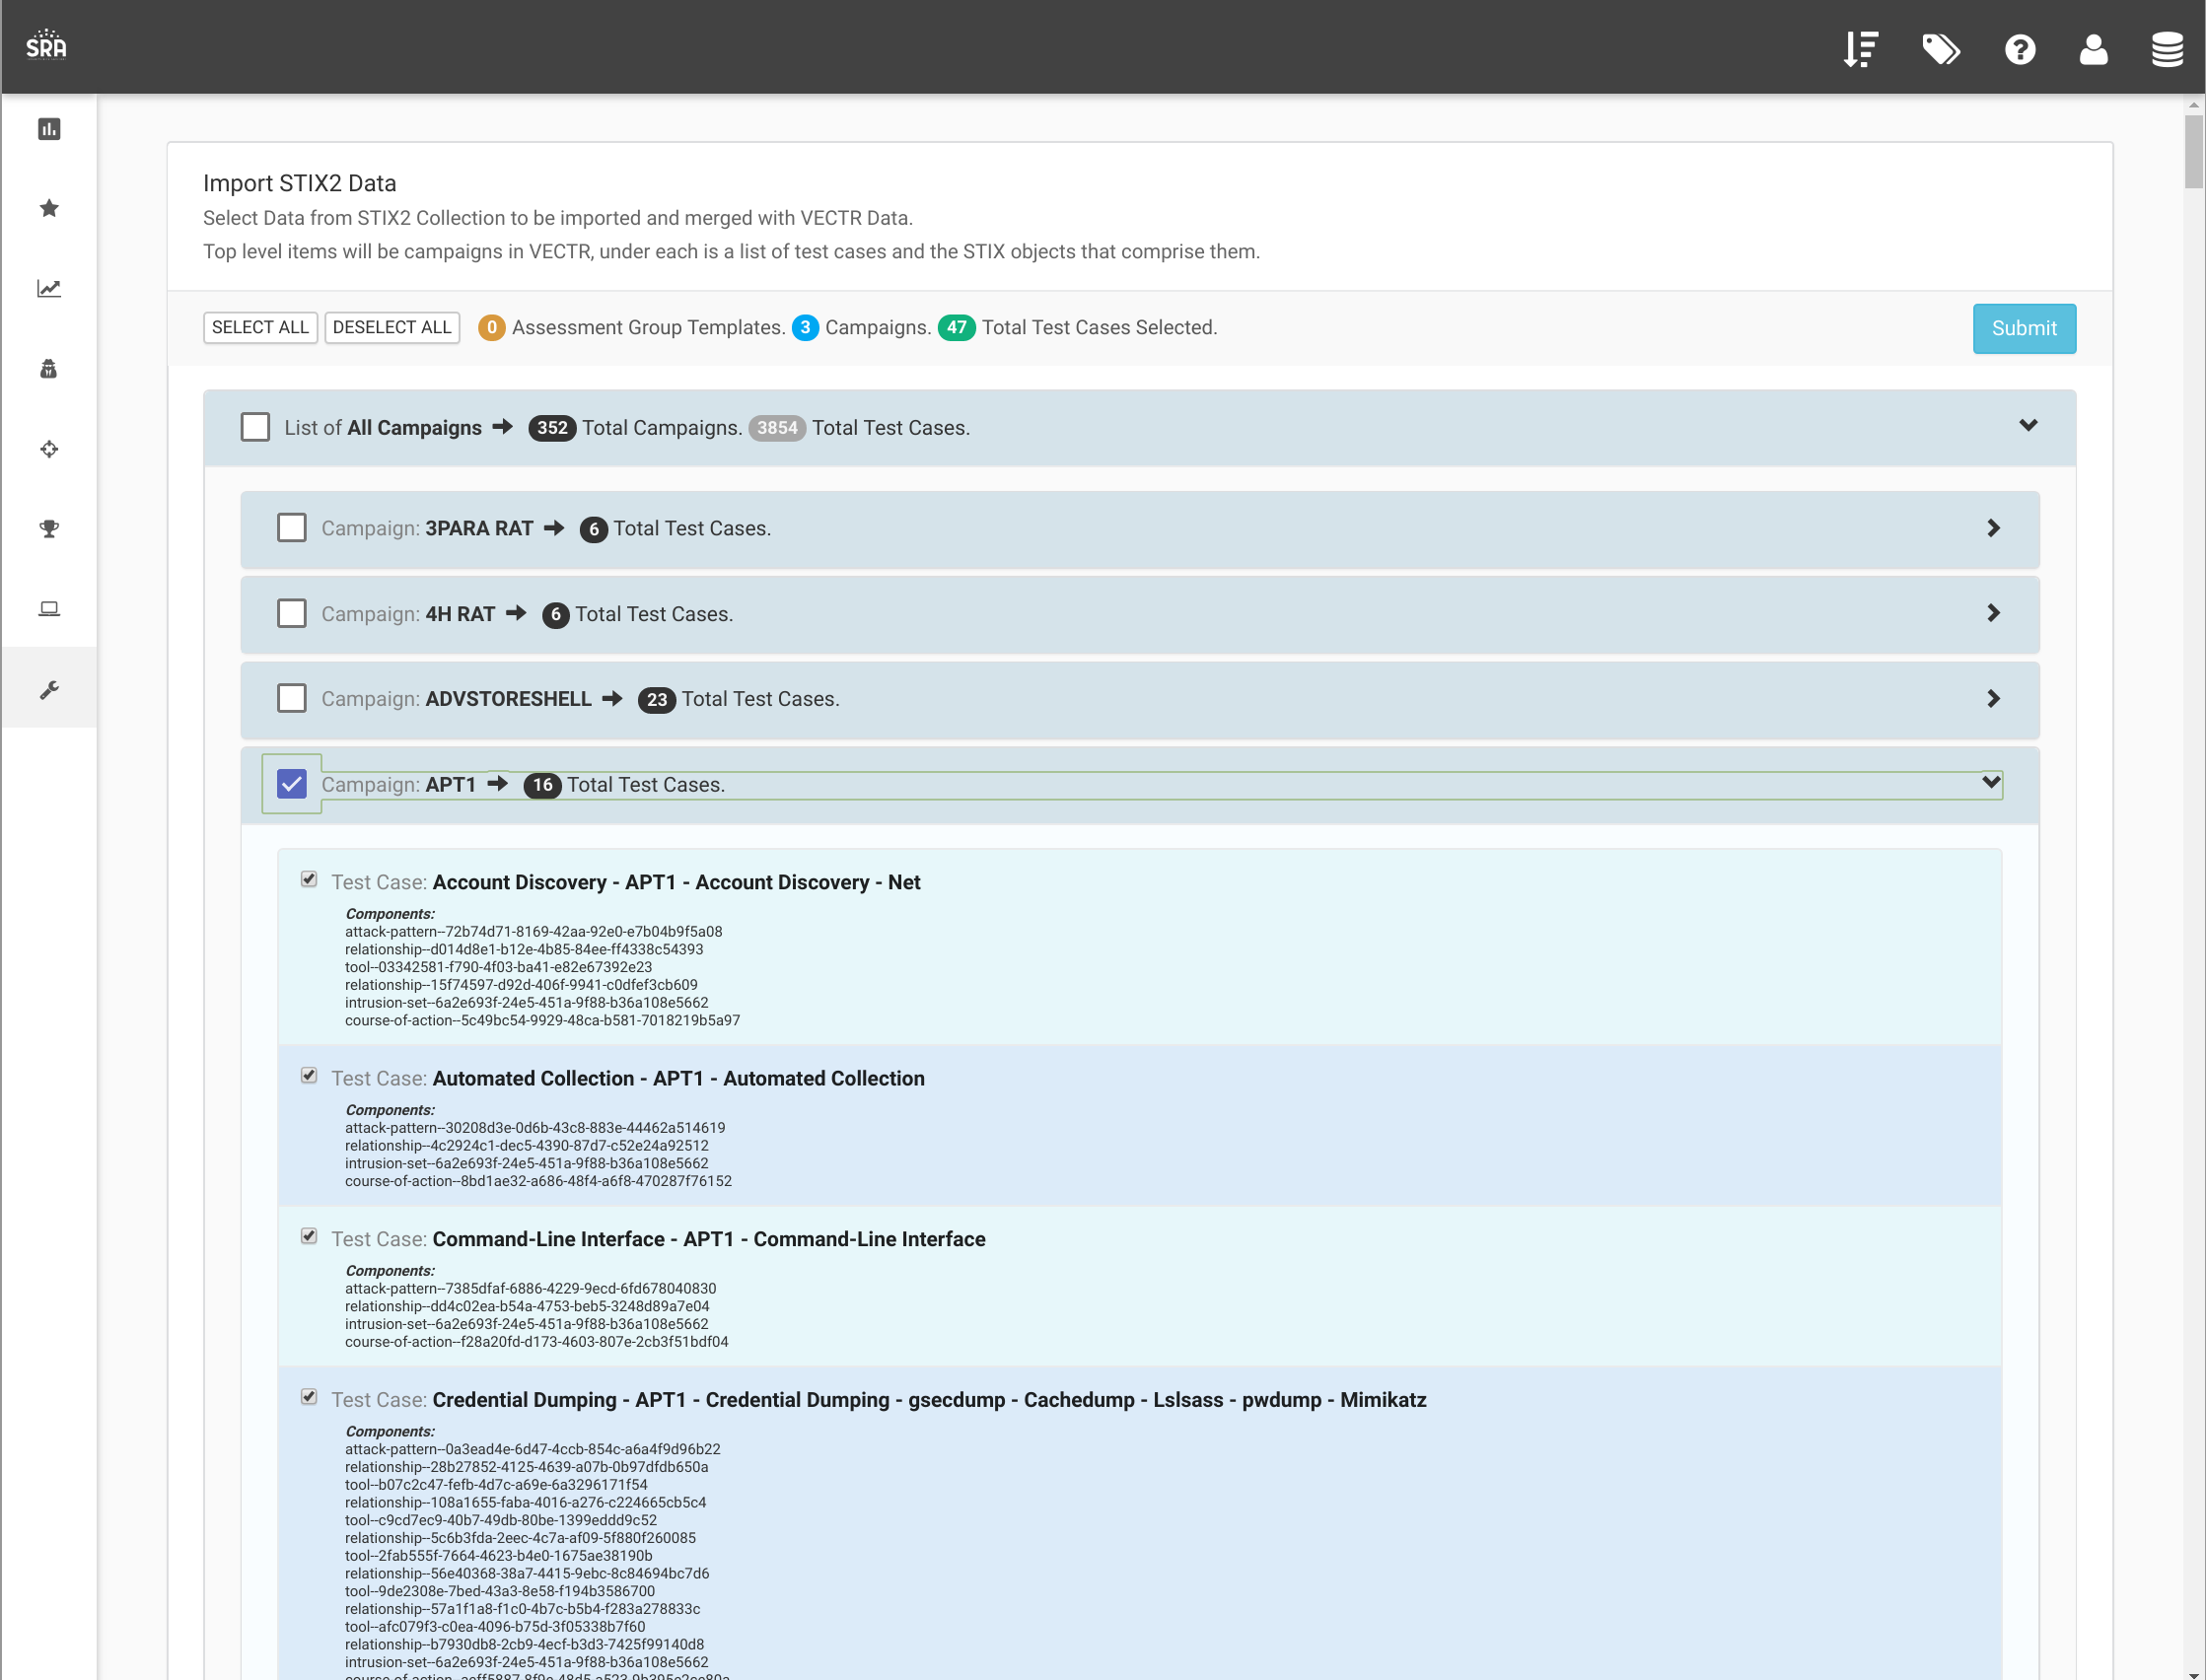 SRA
Import STIX2 Data
Select Data from STIX2 Collection to be imported and merged with VECTR Data.
Top level items will be campaigns in VECTR, under each is a list of test cases and the STIX objects that comprise them.
SELECT ALL DESELECT ALL 0 Assessment Group Templates. 3 Campaigns. 47 Total Test Cases Selected. Submit
List of All Campaigns 352 Total Campaigns. 3854 Total Test Cases.
Campaign: 3PARA RAT 6 Total Test Cases.
Campaign: 4H RAT 6 Total Test Cases.
Campaign: ADVSTORESHELL 23 Total Test Cases.
Campaign: APT1 16 Total Test Cases.
Test Case: Account Discovery - APT1 - Account Discovery - Net
Components:
attack-pattern--72b74d71-8169-42aa-92e0-e7b04b9f5a08
relationship--d014d8e1-b12e-4b85-84ee-ff4338c54393
tool--03342581-f790-4f03-ba41-e82e67392e23
relationship--15f74597-d92d-406f-9941-c0dfef3cb609
intrusion-set--6a2e693f-24e5-451a-9f88-b36a108e5662
course-of-action--5c49bc54-9929-48ca-b581-7018219b5a97
Test Case: Automated Collection - APT1 - Automated Collection
Components:
attack-pattern--30208d3e-0d6b-43c8-883e-44462a514619
relationship--4c2924c1-dec5-4390-87d7-c52e24a92512
intrusion-set--6a2e693f-24e5-451a-9f88-b36a108e5662
course-of-action--8bd1ae32-a686-48f4-a6f8-470287f76152
Test Case: Command-Line Interface - APT1 - Command-Line Interface
Components:
attack-pattern--7385dfaf-6886-4229-9ecd-6fd678040830
relationship--dd4c02ea-b54a-4753-beb5-3248d89a7e04
intrusion-set--6a2e693f-24e5-451a-9f88-b36a108e5662
course-of-action--f28a20fd-d173-4603-807e-2cb3f51bdf04
Test Case: Credential Dumping - APT1 - Credential Dumping - gsecdump - Cachedump - Lslsass - pwdump - Mimikatz
Components:
attack-pattern--0a3ead4e-6d47-4ccb-854c-a6a4f9d96b22
relationship--28b27852-4125-4639-a07b-0b97dfdb650a
tool--b07c2c47-fefb-4d7c-a69e-6a3296171f54
relationship--108a1655-faba-4016-a276-c224665cb5c4
tool--c9cd7ec9-40b7-49db-80be-1399eddd9c52
relationship--5c6b3fda-2eec-4c7a-af09-5f880f260085
tool--2fab555f-7664-4623-b4e0-1675ae38190b
relationship--56e40368-38a7-4415-9ebc-8c84694bc7d6
tool--9de2308e-7bed-43a3-8e58-f194b3586700
relationship--57a1f1a8-f1c0-4b7c-b5b4-f283a278833c
tool--afc079f3-c0ea-4096-b75d-3f05338b7f60
relationship--b7930db8-2cb9-4ecf-b3d3-7425f99140d8
intrusion-set--6a2e693f-24e5-451a-9f88-b36a108e5662